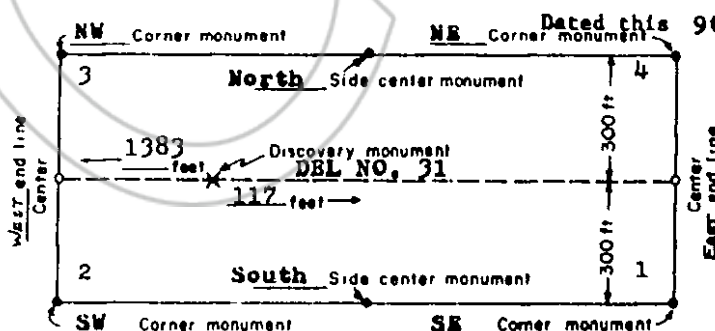 Dated this 9
NW Corner monument NE Corner monument
3 North Side center monument 4
300 ft
1383 feet Discovery monument
WEST end line
Center
DEL NO. 31
117 feet
Center
EAST end line
300 ft
2 South Side center monument 1
SW Corner monument SE Corner monument